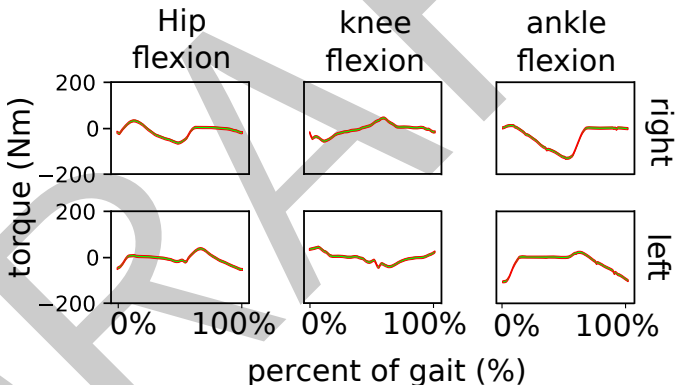 Hip flexion
knee flexion
ankle flexion
torque (Nm)
200
0
−200
right
200
0
−200
left
0% 100%
0% 100%
0% 100%
percent of gait (%)